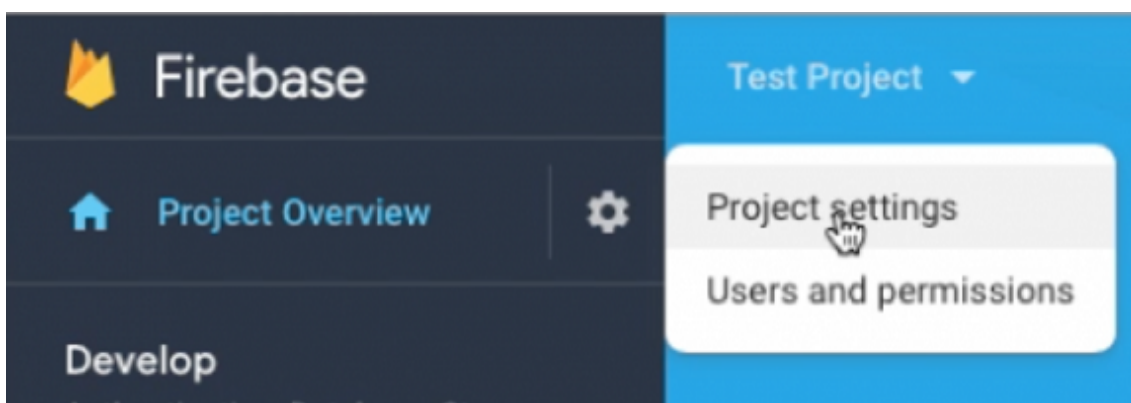 Firebase
Test Project
Project Overview
Project settings
Users and permissions
Develop